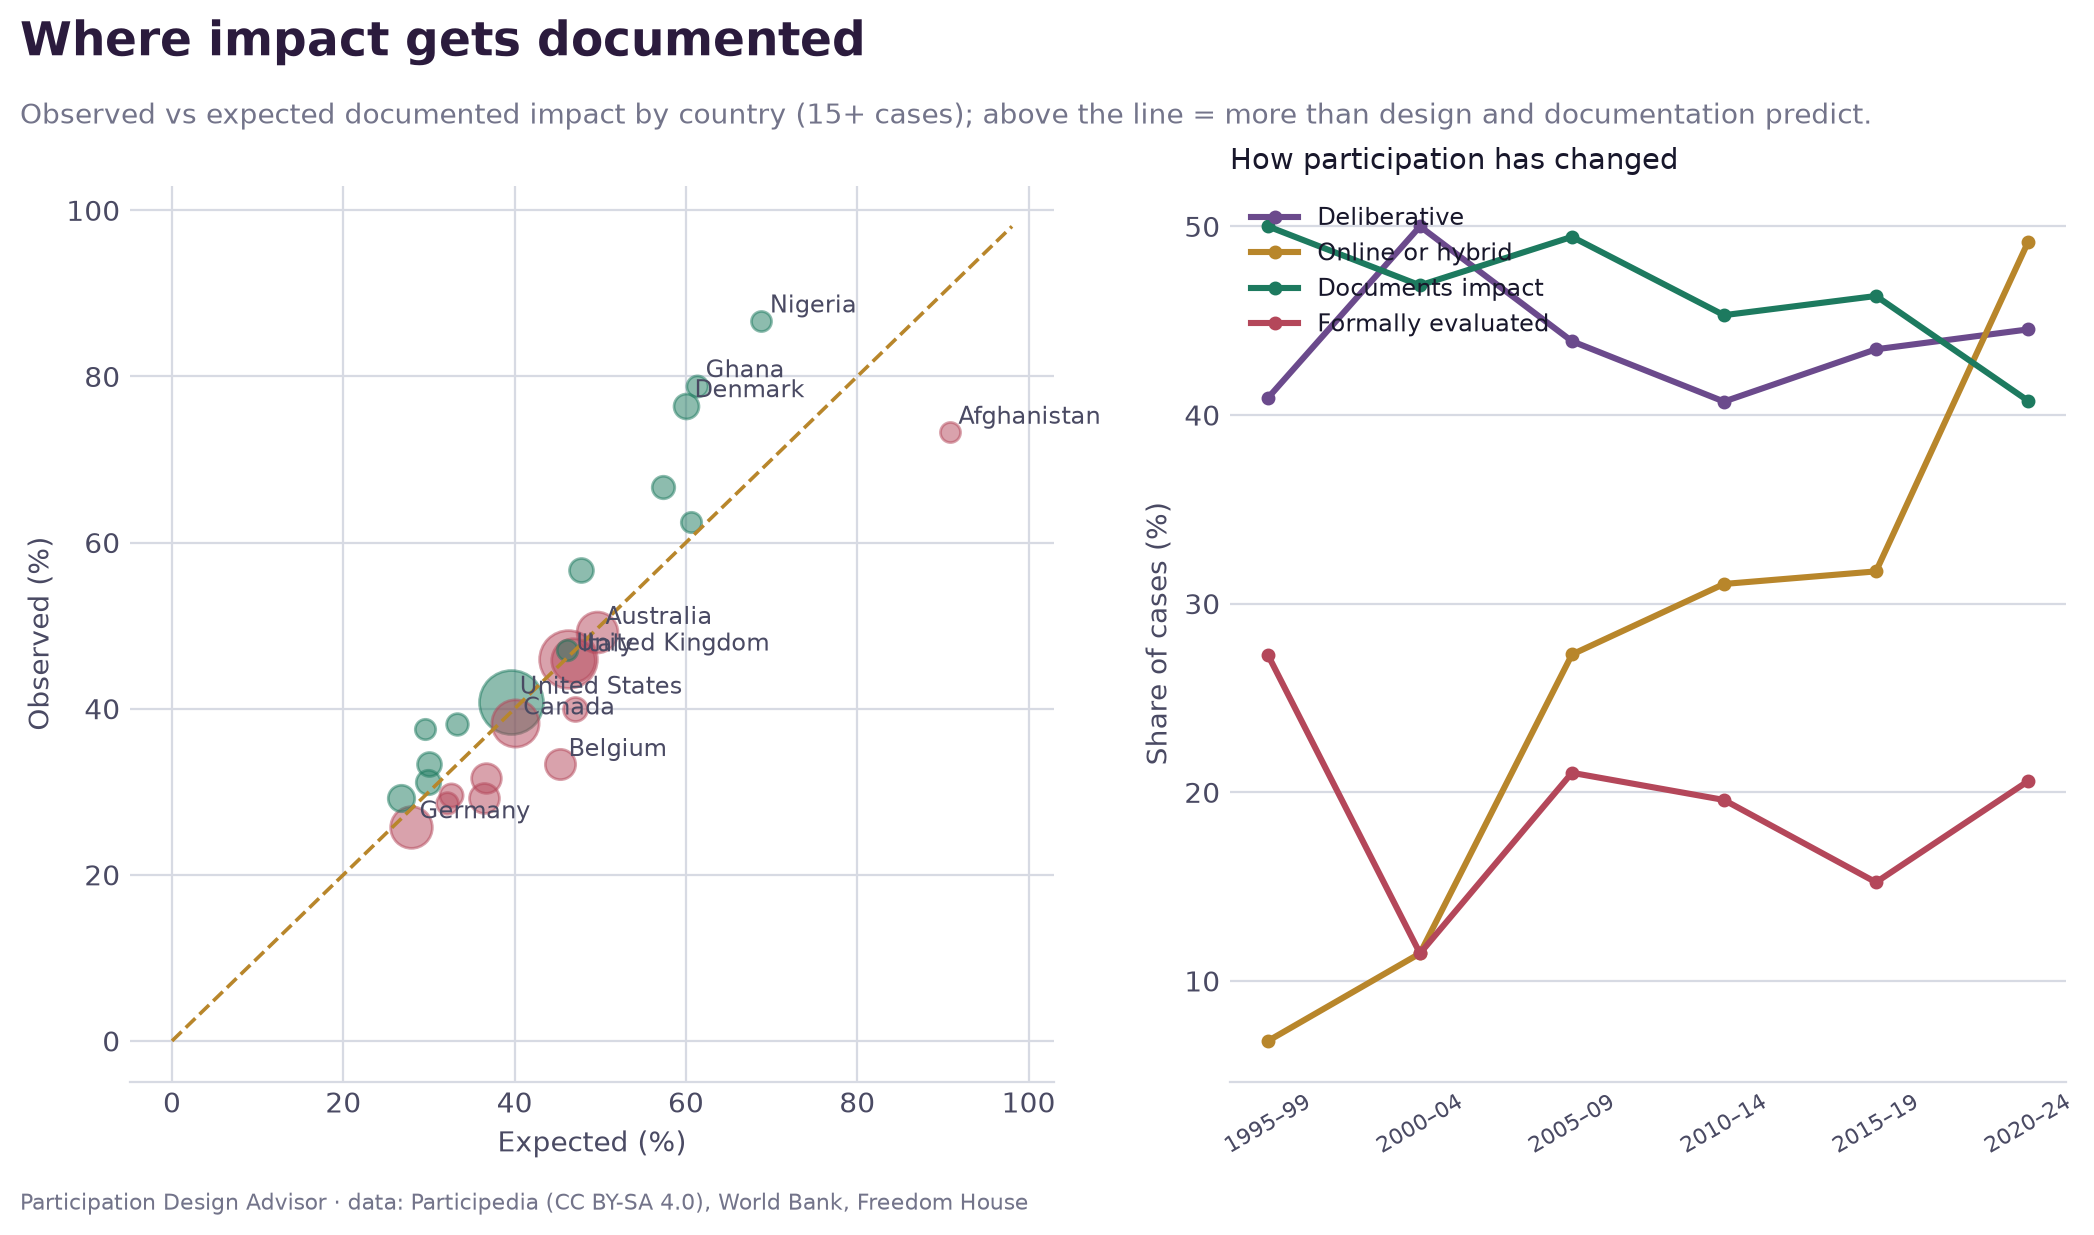 Where impact gets documented
Observed vs expected documented impact by country (15+ cases); above the line = more than design and documentation predict.
100
80
60
40
20
0
Observed (%)
Nigeria
Ghana
Denmark
Afghanistan
Australia
Italy
United Kingdom
United States
Canada
Belgium
Germany
0 20 40 60 80 100
Expected (%)
How participation has changed
Deliberative
Online or hybrid
Documents impact
Formally evaluated
50
40
30
20
10
Share of cases (%)
1995–99 2000–04 2005–09 2010–14 2015–19 2020–24
Participation Design Advisor · data: Participedia (CC BY-SA 4.0), World Bank, Freedom House